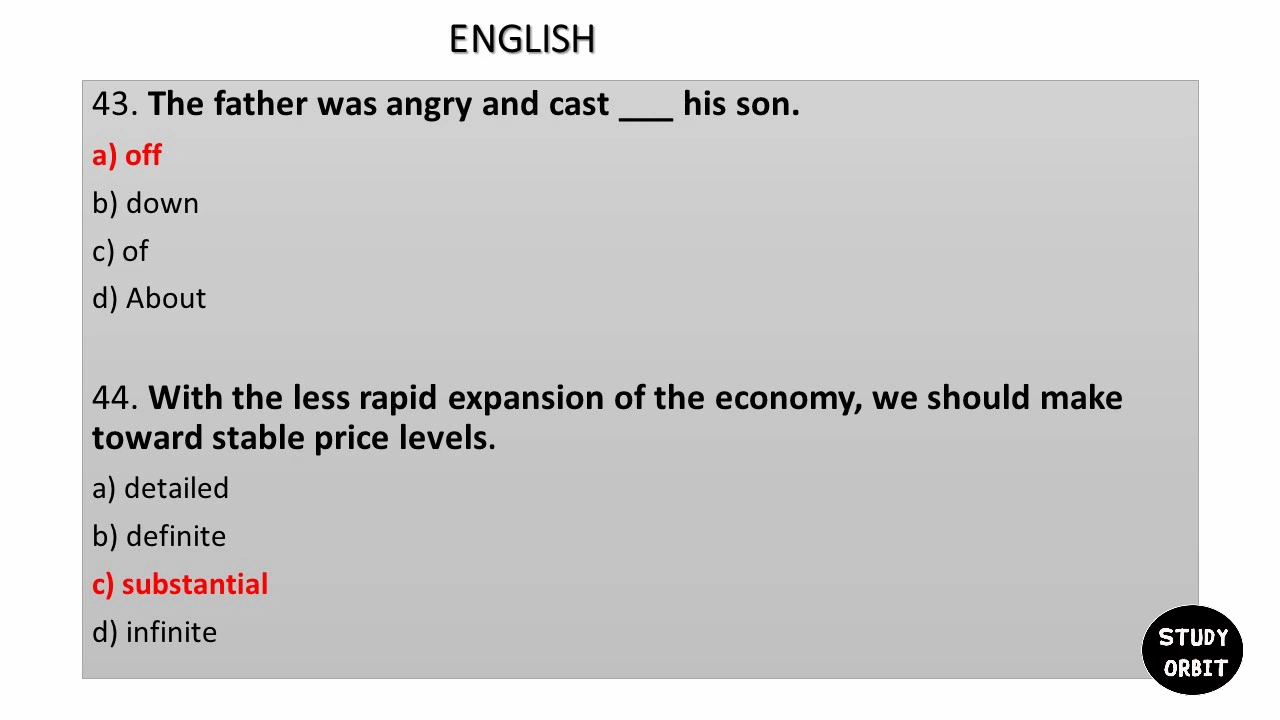 ENGLISH
43. The father was angry and cast ___ his son.
a) off
b) down
c) of
d) About
44. With the less rapid expansion of the economy, we should make
toward stable price levels.
a) detailed
b) definite
c) substantial
d) infinite
STUDY
ORBIT